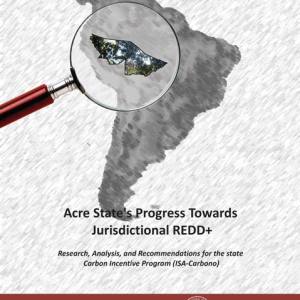 Acre State's Progress Towards
Jurisdictional REDD+
Research, Analysis, and Recommendations for the state
Carbon Incentive Program (ISA-Carbono)